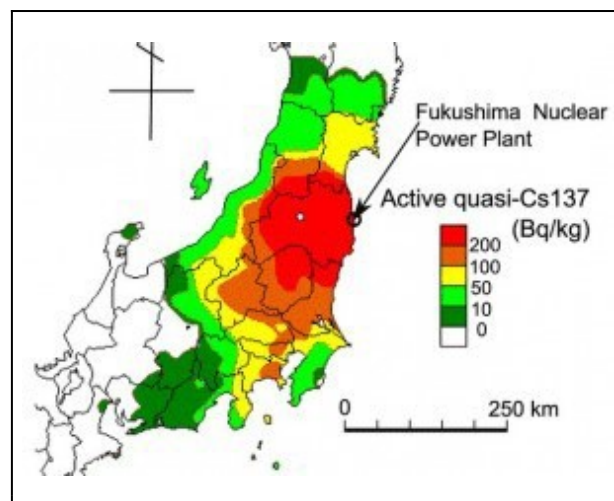 Fukushima Nuclear
Power Plant
Active quasi-Cs137
(Bq/kg)
200
100
50
10
0
0 250 km